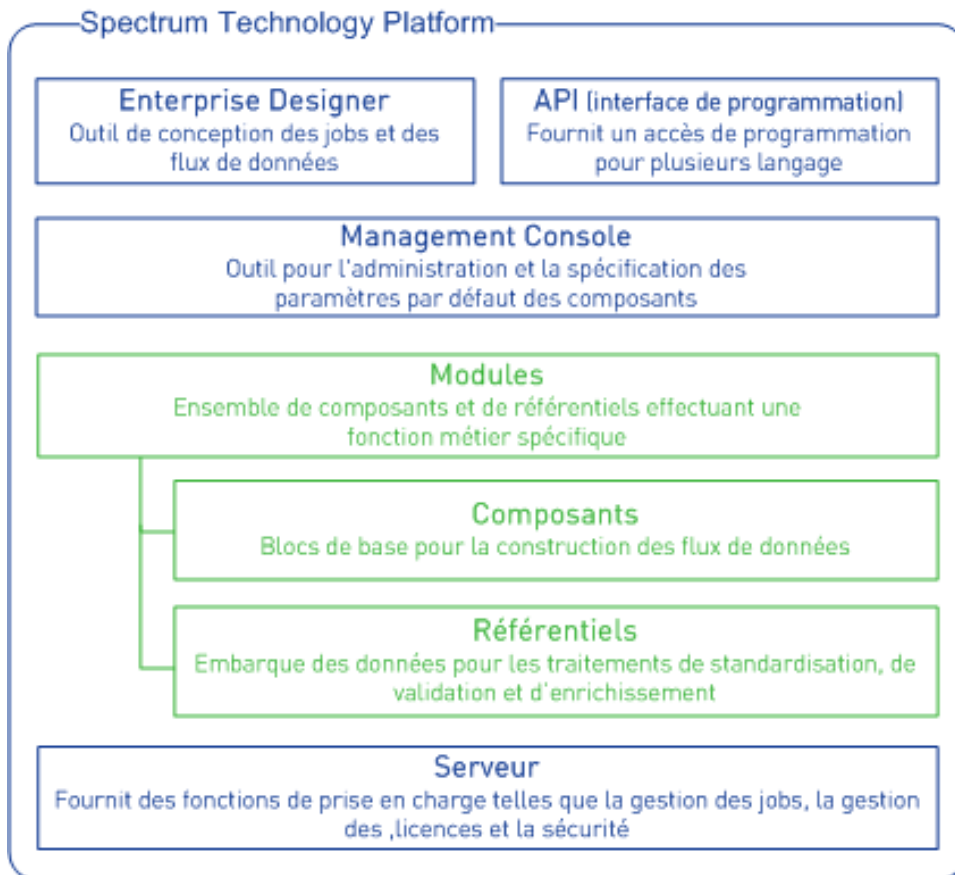 Spectrum Technology Platform
Enterprise Designer
Outil de conception des jobs et des
flux de données
API (interface de programmation)
Fournit un accès de programmation
pour plusieurs langage
Management Console
Outil pour l'administration et la spécification des
paramètres par défaut des composants
Modules
Ensemble de composants et de référentiels effectuant une
fonction métier spécifique
Composants
Blocs de base pour la construction des flux de données
Référentiels
Embarque des données pour les traitements de standardisation, de
validation et d'enrichissement
Serveur
Fournit des fonctions de prise en charge telles que la gestion des jobs, la gestion
des ,licences et la sécurité